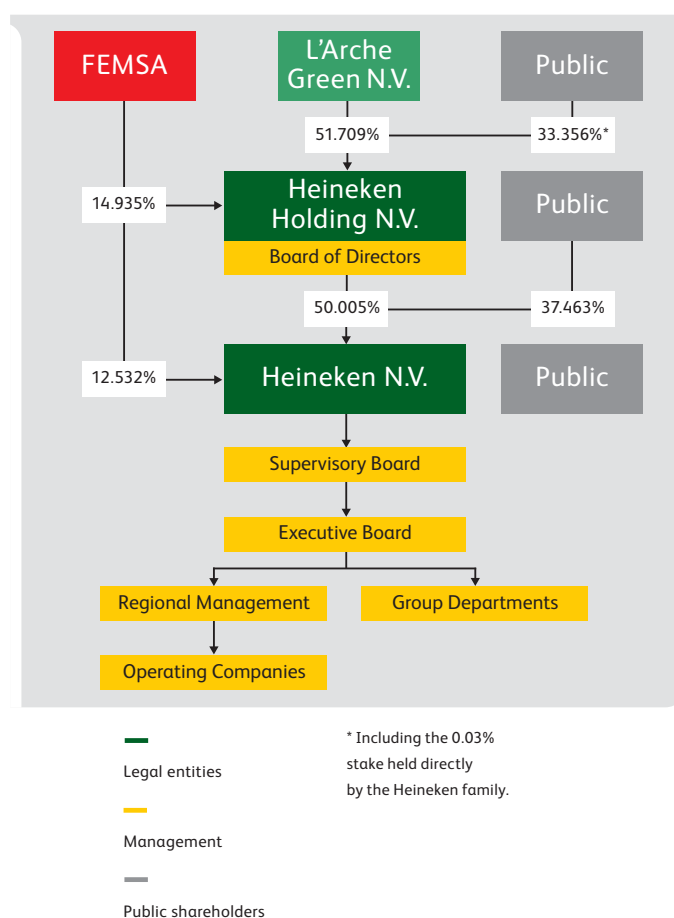 FEMSA
L'Arche
Green N.V.
Public
51.709%
33.356%*
14.935%
Heineken
Holding N.V.
Public
Board of Directors
50.005%
37.463%
12.532%
Heineken N.V.
Public
Supervisory Board
Executive Board
Regional Management
Group Departments
Operating Companies
Legal entities
Management
Public shareholders
* Including the 0.03%
stake held directly
by the Heineken family.